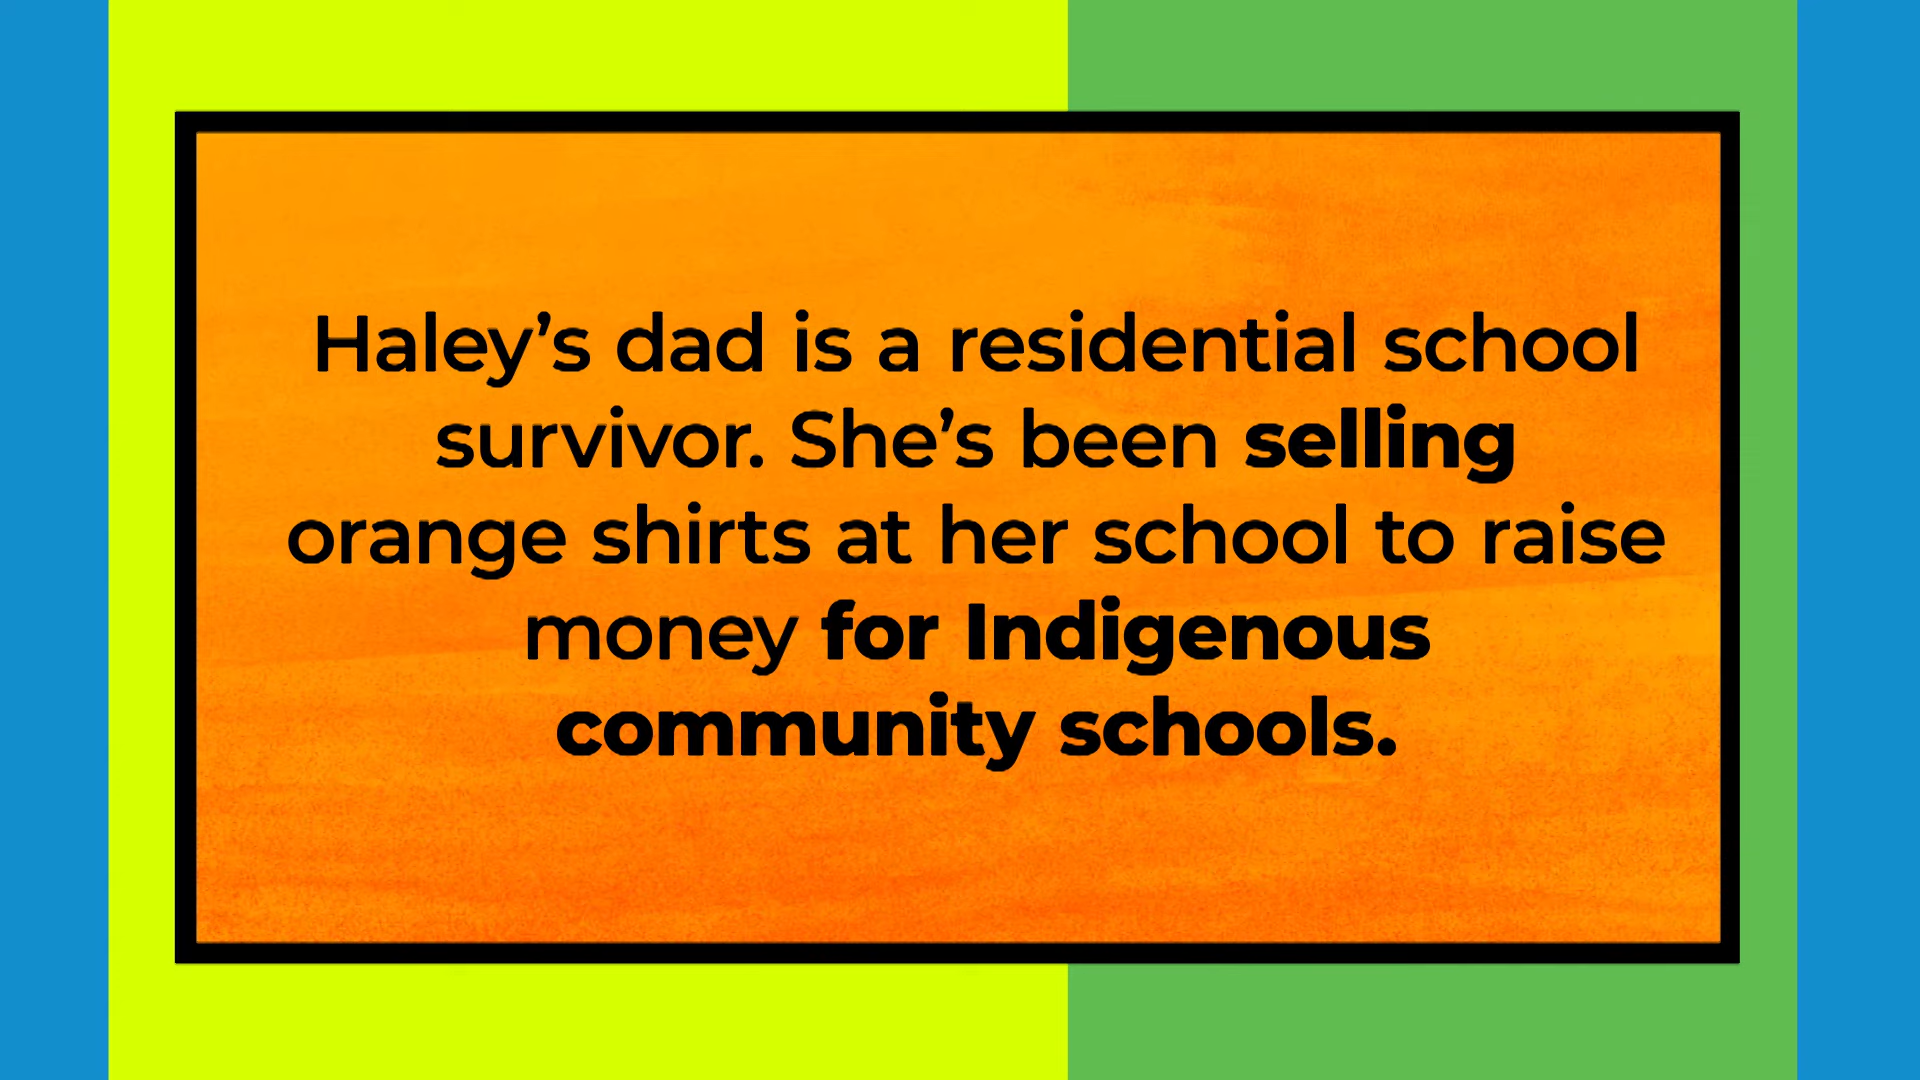 Haley’s dad is a residential school
survivor. She’s been selling
orange shirts at her school to raise
money for Indigenous
community schools.